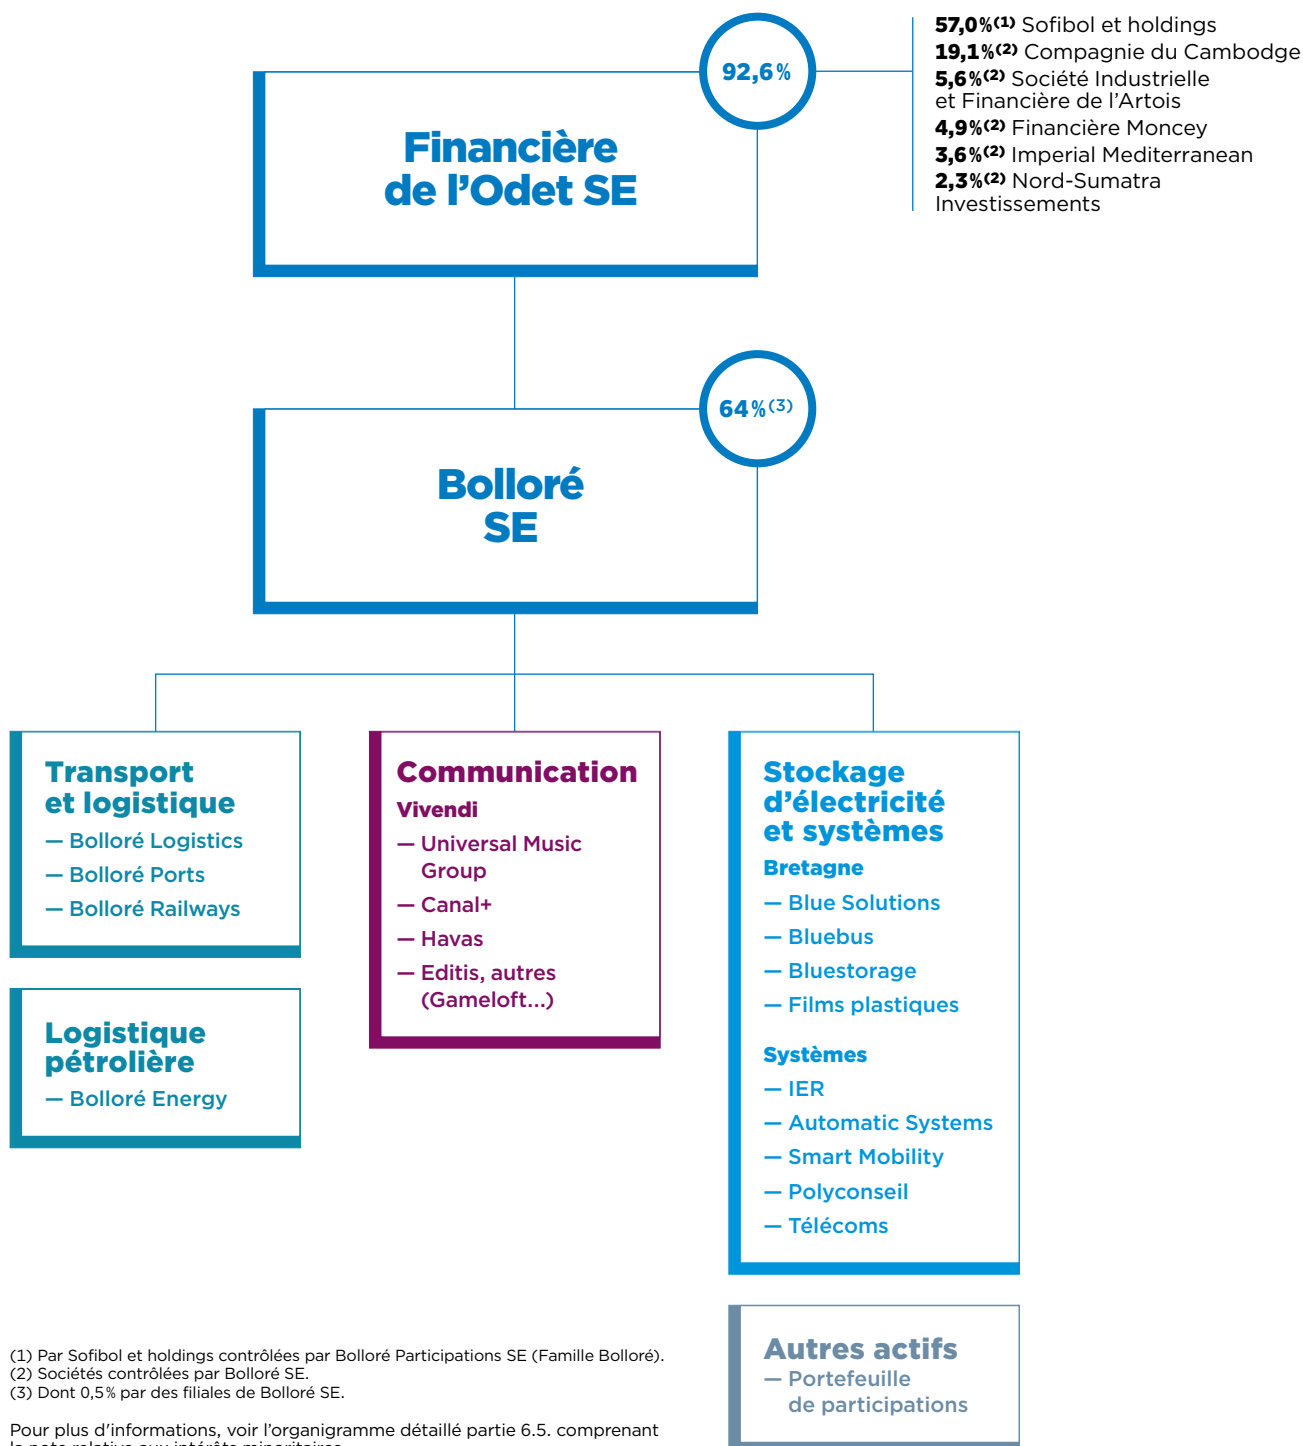 92,6%
57,0%(1) Sofibol et holdings
19,1%(2) Compagnie du Cambodge
5,6%(2) Société Industrielle
et Financière de l'Artois
4,9%(2) Financière Moncey
3,6%(2) Imperial Mediterranean
2,3%(2) Nord-Sumatra
Investissements
Financière
de l'Odet SE
64%(3)
Bolloré
SE
Transport
et logistique
— Bolloré Logistics
— Bolloré Ports
— Bolloré Railways
Logistique
pétrolière
— Bolloré Energy
Communication
Vivendi
— Universal Music
Group
— Canal+
— Havas
— Editis, autres
(Gameloft...)
Stockage
d'électricité
et systèmes
Bretagne
— Blue Solutions
— Bluebus
— Bluestorage
— Films plastiques
Systèmes
— IER
— Automatic Systems
— Smart Mobility
— Polyconseil
— Télécoms
Autres actifs
— Portefeuille
de participations
(1) Par Sofibol et holdings contrôlées par Bolloré Participations SE (Famille Bolloré).
(2) Sociétés contrôlées par Bolloré SE.
(3) Dont 0,5% par des filiales de Bolloré SE.
Pour plus d'informations, voir l'organigramme détaillé partie 6.5. comprenant
la note relative aux intérêts minoritaires